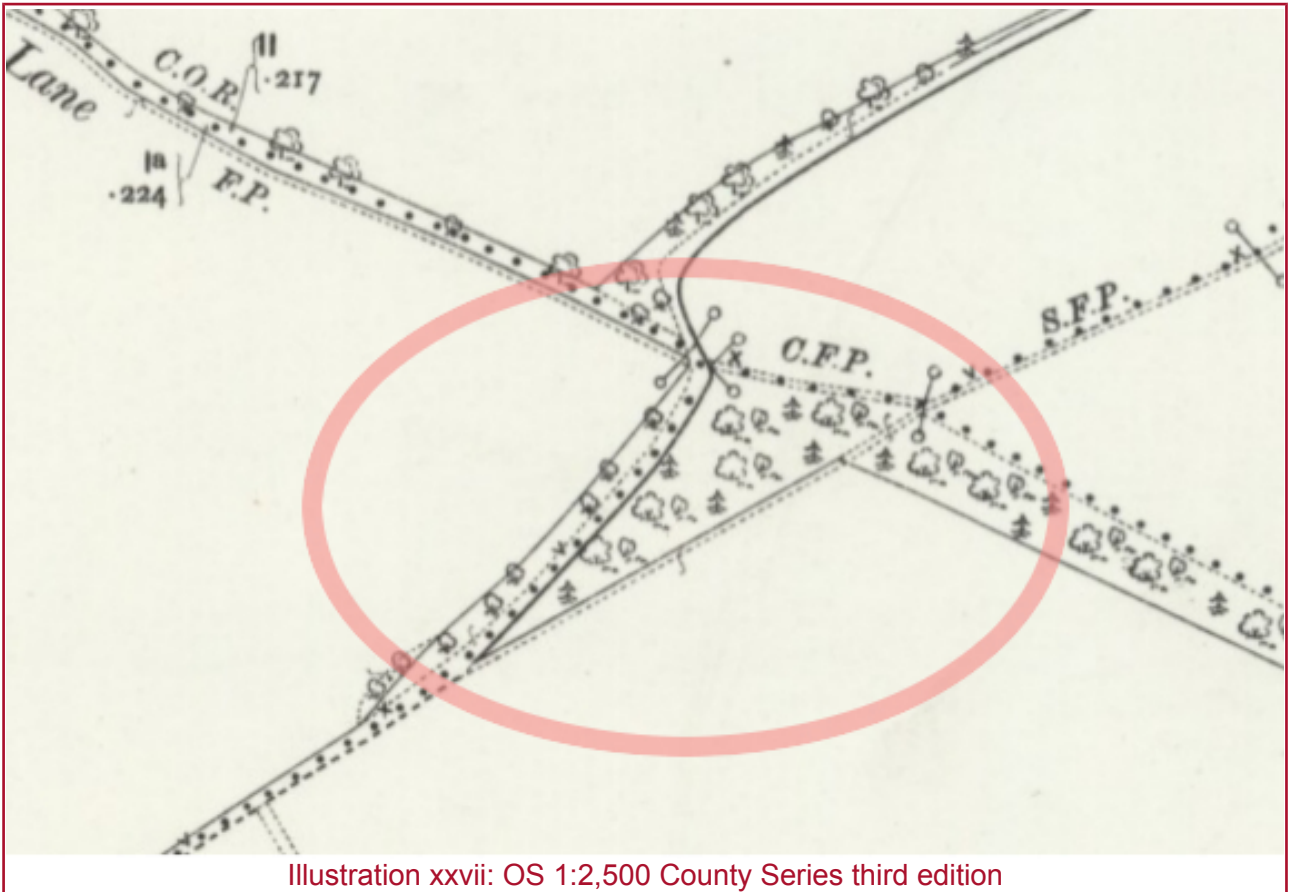 Lane
C.O.R.
11
.217
1a
.224
F.P.
C.F.P.
S.F.P.
Illustration xxvii: OS 1:2,500 County Series third edition